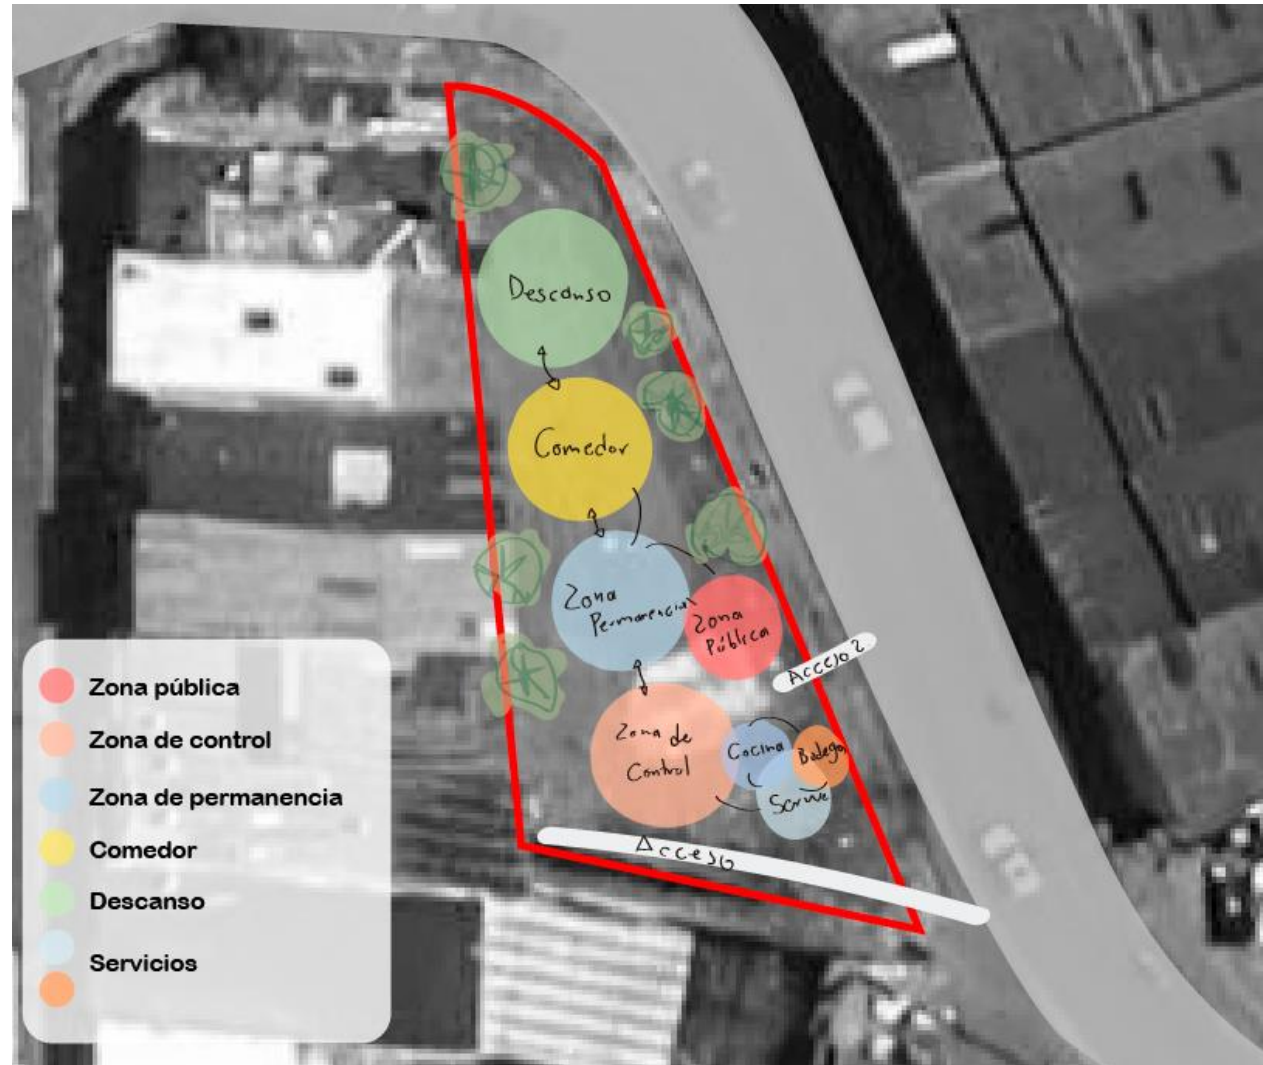 Descanso
Comedor
Zona
Permanencia
Zona
Pública
Acceso 2
Zona de
Control
Cocina
Bodega
Acceso
Zona pública
Zona de control
Zona de permanencia
Comedor
Descanso
Servicios